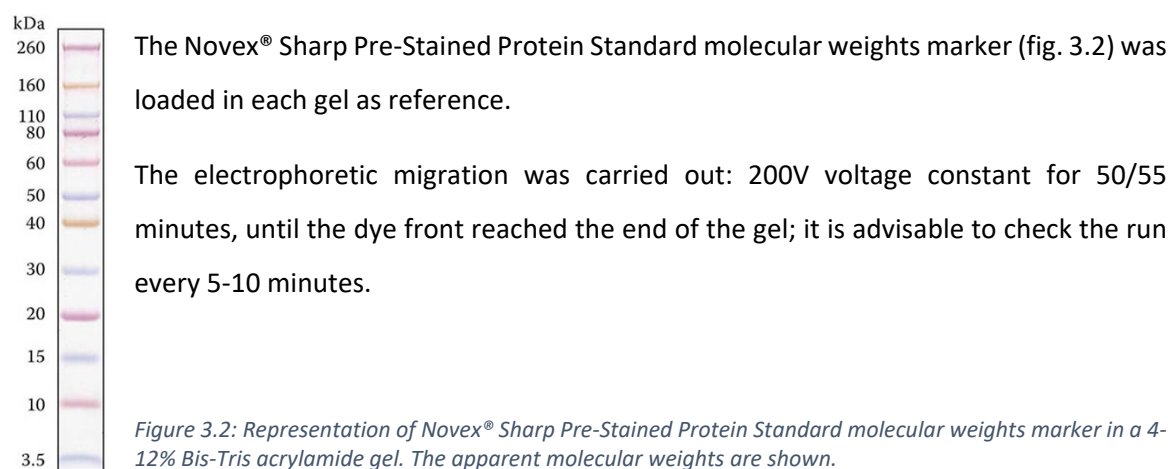 kDa
260
160
110
80
60
50
40
30
20
15
10
3.5
The Novex® Sharp Pre-Stained Protein Standard molecular weights marker (fig. 3.2) was
loaded in each gel as reference.
The electrophoretic migration was carried out: 200V voltage constant for 50/55
minutes, until the dye front reached the end of the gel; it is advisable to check the run
every 5-10 minutes.
Figure 3.2: Representation of Novex® Sharp Pre-Stained Protein Standard molecular weights marker in a 4-
12% Bis-Tris acrylamide gel. The apparent molecular weights are shown.